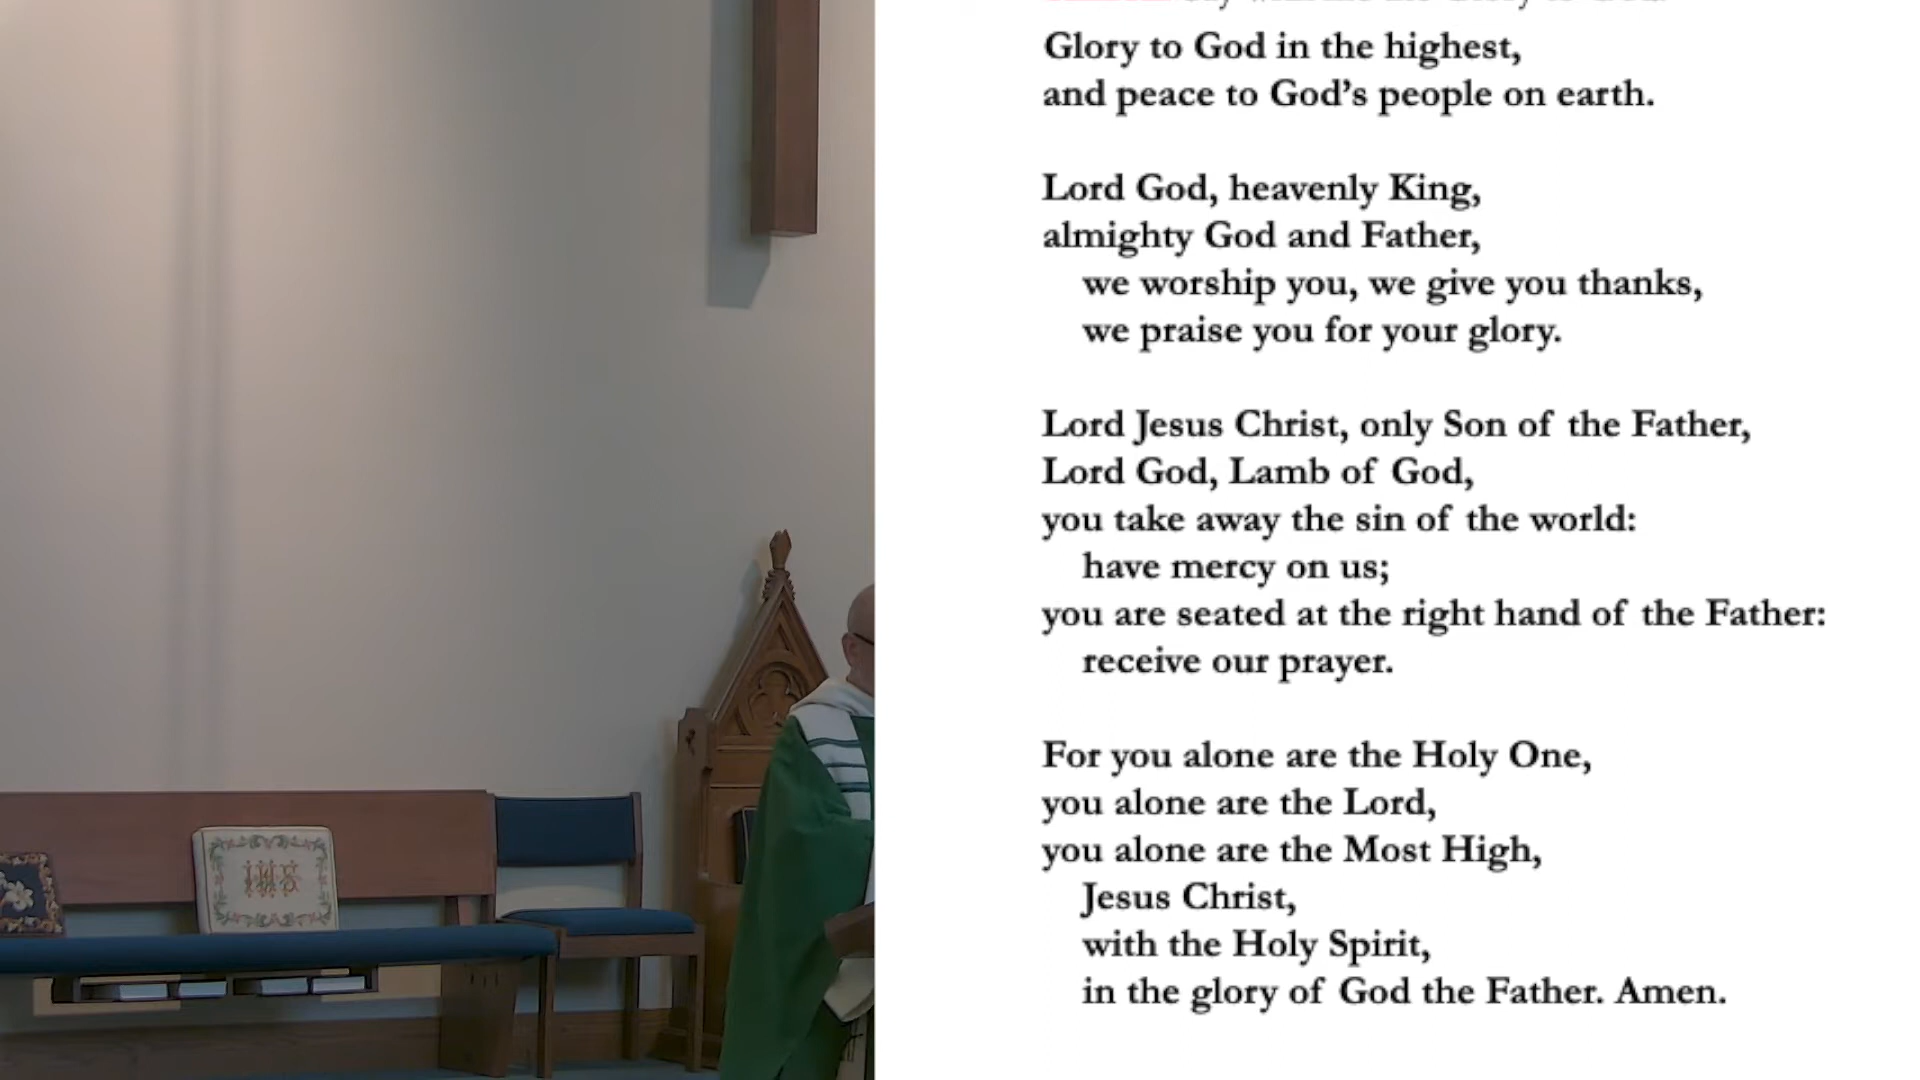 Glory to God in the highest,
and peace to God's people on earth.
Lord God, heavenly King,
almighty God and Father,
we worship you, we give you thanks,
we praise you for your glory.
Lord Jesus Christ, only Son of the Father,
Lord God, Lamb of God,
you take away the sin of the world:
have mercy on us;
you are seated at the right hand of the Father:
receive our prayer.
For you alone are the Holy One,
you alone are the Lord,
you alone are the Most High,
Jesus Christ,
with the Holy Spirit,
in the glory of God the Father. Amen.